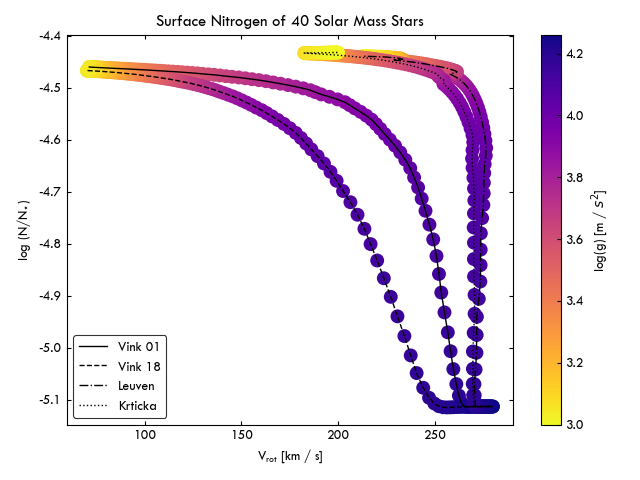 Surface Nitrogen of 40 Solar Mass Stars
-4.4
-4.5
-4.6
-4.7
-4.8
-4.9
-5.0
-5.1
log (N/N⋆)
Vink 01
Vink 18
Leuven
Krticka
100
150
200
250
V_rot [km / s]
4.2
4.0
3.8
3.6
3.4
3.2
3.0
log(g) [m / s²]